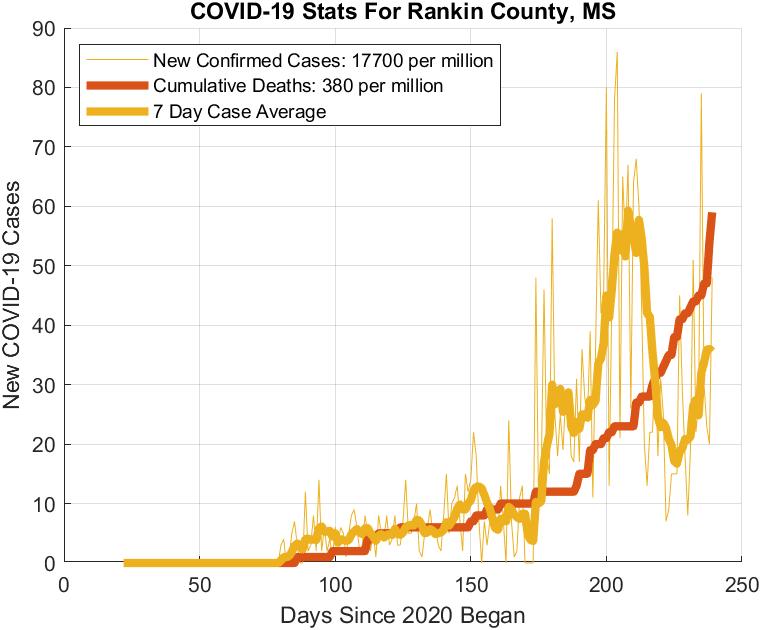 COVID-19 Stats For Rankin County, MS
New Confirmed Cases: 17700 per million
Cumulative Deaths: 380 per million
7 Day Case Average
New COVID-19 Cases
90
80
70
60
50
40
30
20
10
0
0 50 100 150 200 250
Days Since 2020 Began